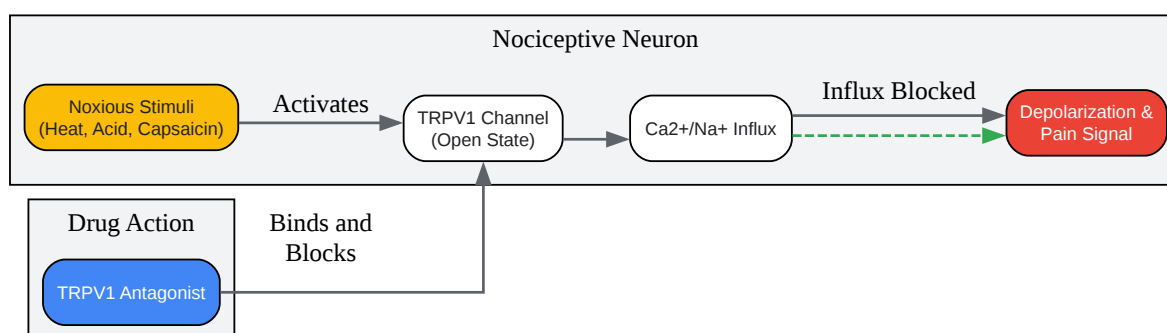 Nociceptive Neuron
Noxious Stimuli
(Heat, Acid, Capsaicin)
Activates
TRPV1 Channel
(Open State)
Ca2+/Na+ Influx
Influx Blocked
Depolarization &
Pain Signal
Drug Action
TRPV1 Antagonist
Binds and
Blocks